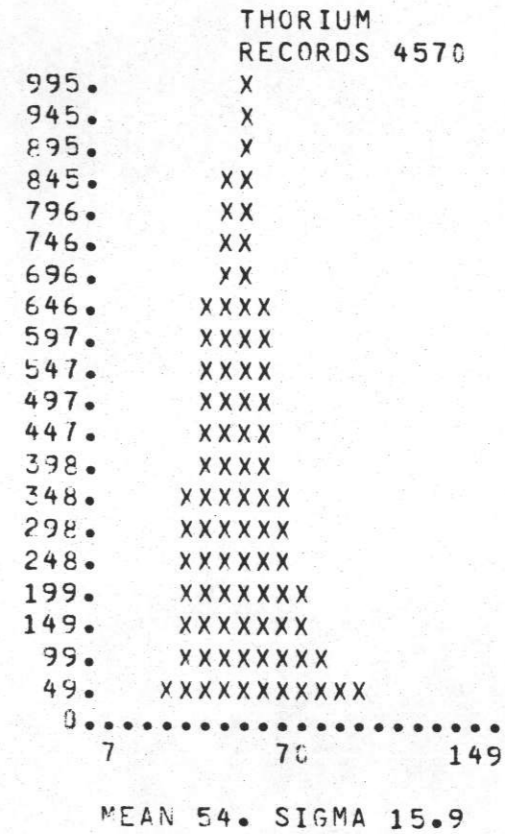 THORIUM
RECORDS 4570
995. X
945. X
895. X
845. XX
796. XX
746. XX
696. XX
646. XXXX
597. XXXX
547. XXXX
497. XXXX
447. XXXX
398. XXXX
348. XXXXXX
298. XXXXXX
248. XXXXXX
199. XXXXXXX
149. XXXXXXX
99. XXXXXXXX
49. XXXXXXXXXXX
0......................
7 70 149
MEAN 54. SIGMA 15.9